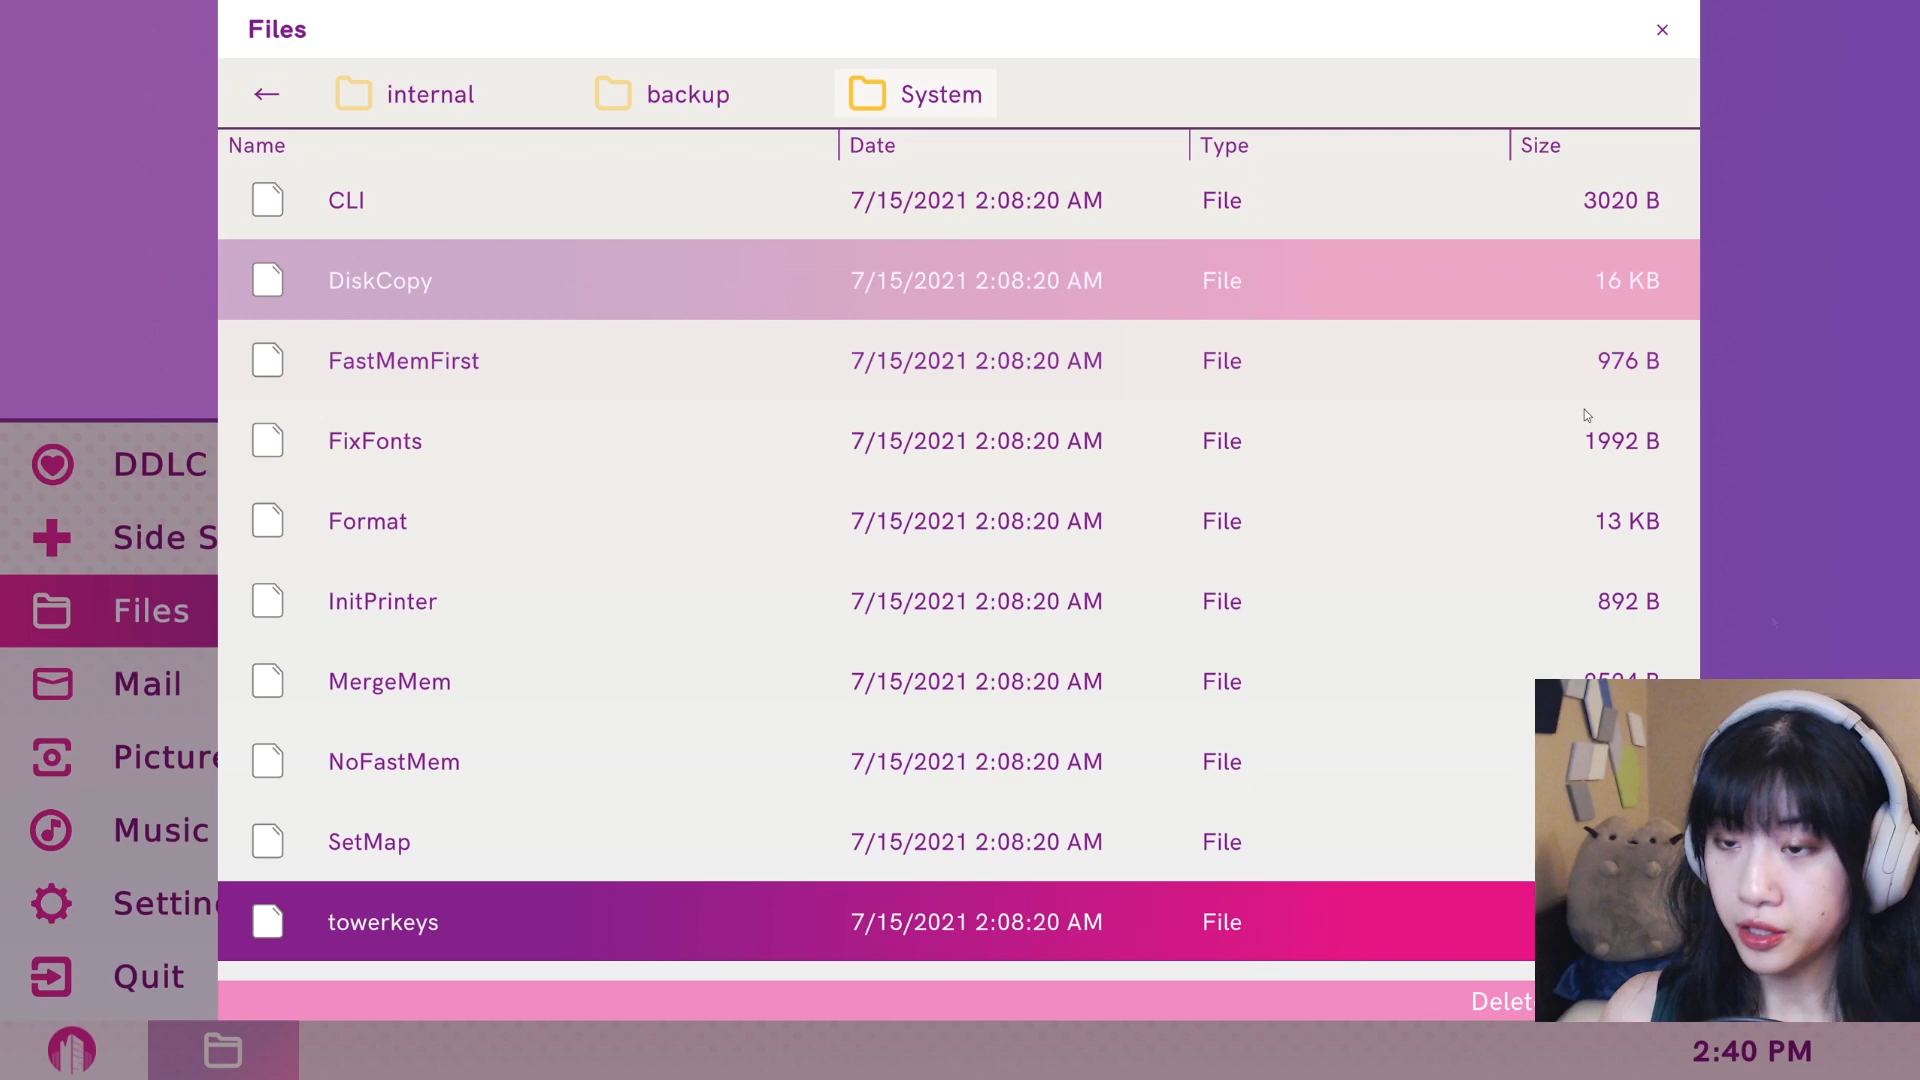 Files
×
← internal backup System
Name Date Type Size
CLI 7/15/2021 2:08:20 AM File 3020 B
DiskCopy 7/15/2021 2:08:20 AM File 16 KB
FastMemFirst 7/15/2021 2:08:20 AM File 976 B
FixFonts 7/15/2021 2:08:20 AM File 1992 B
Format 7/15/2021 2:08:20 AM File 13 KB
InitPrinter 7/15/2021 2:08:20 AM File 892 B
MergeMem 7/15/2021 2:08:20 AM File
NoFastMem 7/15/2021 2:08:20 AM File
SetMap 7/15/2021 2:08:20 AM File
towerkeys 7/15/2021 2:08:20 AM File
Delet
DDLC
Side S
Files
Mail
Picture
Music
Settin
Quit
2:40 PM